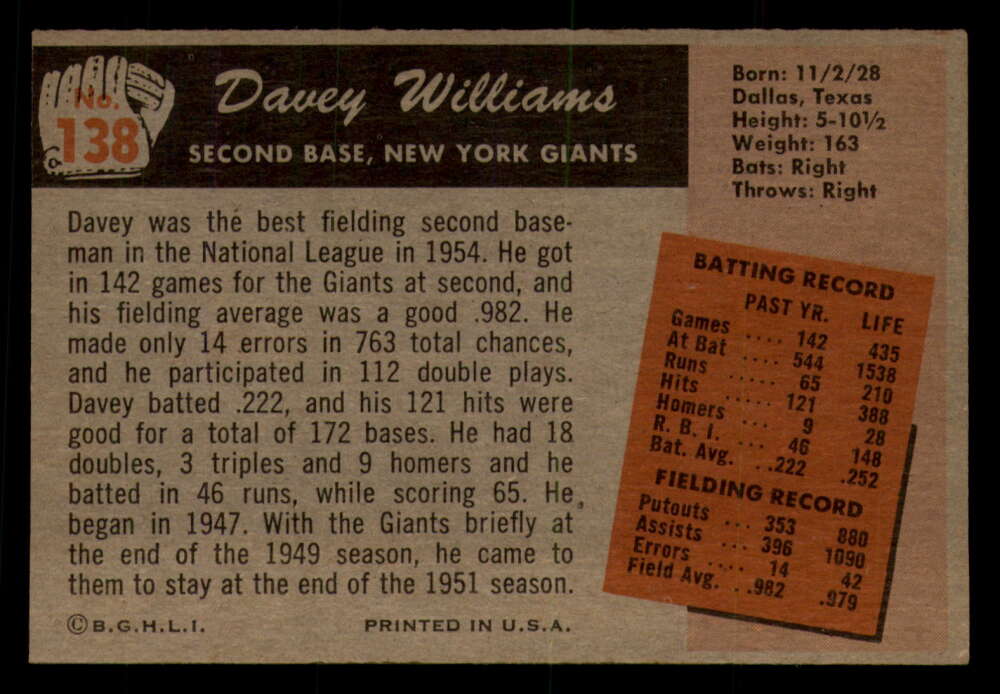 No.
138
Davey Williams
SECOND BASE, NEW YORK GIANTS
Born: 11/2/28
Dallas, Texas
Height: 5-10½
Weight: 163
Bats: Right
Throws: Right
Davey was the best fielding second base-
man in the National League in 1954. He got
in 142 games for the Giants at second, and
his fielding average was a good .982. He
made only 14 errors in 763 total chances,
and he participated in 112 double plays.
Davey batted .222, and his 121 hits were
good for a total of 172 bases. He had 18
doubles, 3 triples and 9 homers and he
batted in 46 runs, while scoring 65. He
began in 1947. With the Giants briefly at
the end of the 1949 season, he came to
them to stay at the end of the 1951 season.
BATTING RECORD
PAST YR. LIFE
Games .... 142 435
At Bat .... 544 1538
Runs ..... 65 210
Hits ..... 121 388
Homers ... 9 28
R. B. I. ... 46 148
Bat. Avg. . .222 .252
FIELDING RECORD
Putouts ... 353 880
Assists ... 396 1090
Errors .... 14 42
Field Avg. . .982 .979
© B.G.H.L.I. PRINTED IN U.S.A.